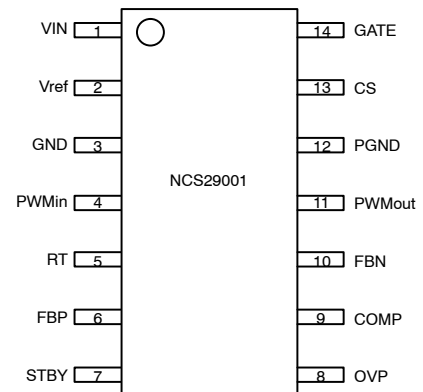 VIN 1 14 GATE
Vref 2 13 CS
GND 3 12 PGND
NCS29001
PWMin 4 11 PWMout
RT 5 10 FBN
FBP 6 9 COMP
STBY 7 8 OVP